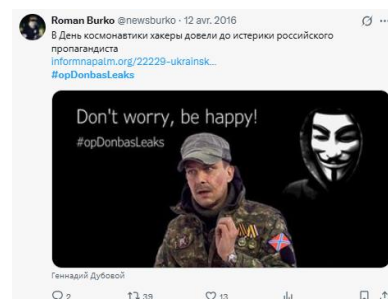 Roman Burko @newsburko · 12 avr. 2016
В День космонавтики хакеры довели до истерики российского
пропагандиста
informnapalm.org/22229-ukrainsk...
#opDonbasLeaks
Don't worry, be happy!
#opDonbasLeaks
Геннадий Дубовой
2 39 13